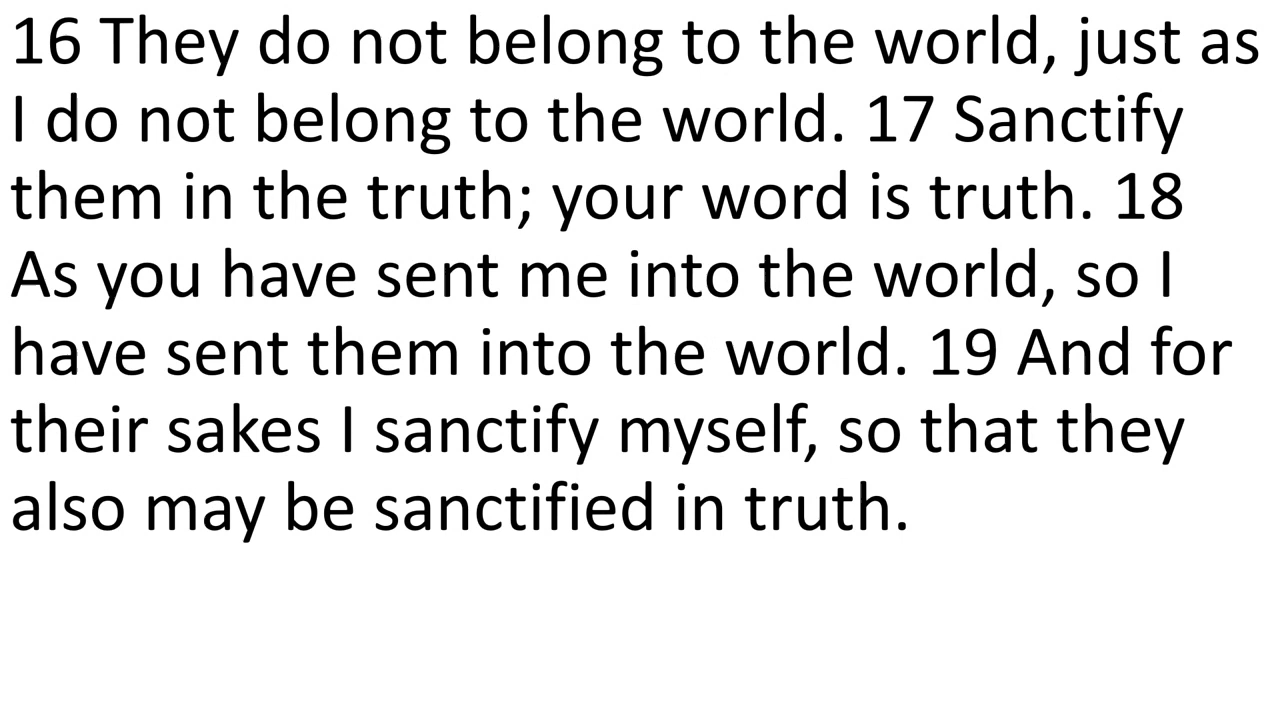 16 They do not belong to the world, just as
I do not belong to the world. 17 Sanctify
them in the truth; your word is truth. 18
As you have sent me into the world, so I
have sent them into the world. 19 And for
their sakes I sanctify myself, so that they
also may be sanctified in truth.